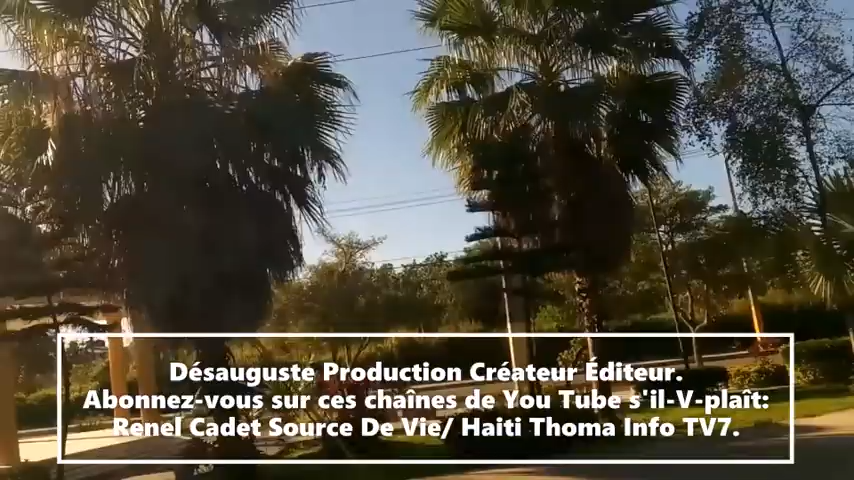 Désauguste Production Créateur Éditeur.
Abonnez-vous sur ces chaînes de You Tube s'il-V-plaît:
Renel Cadet Source De Vie/ Haiti Thoma Info TV7.